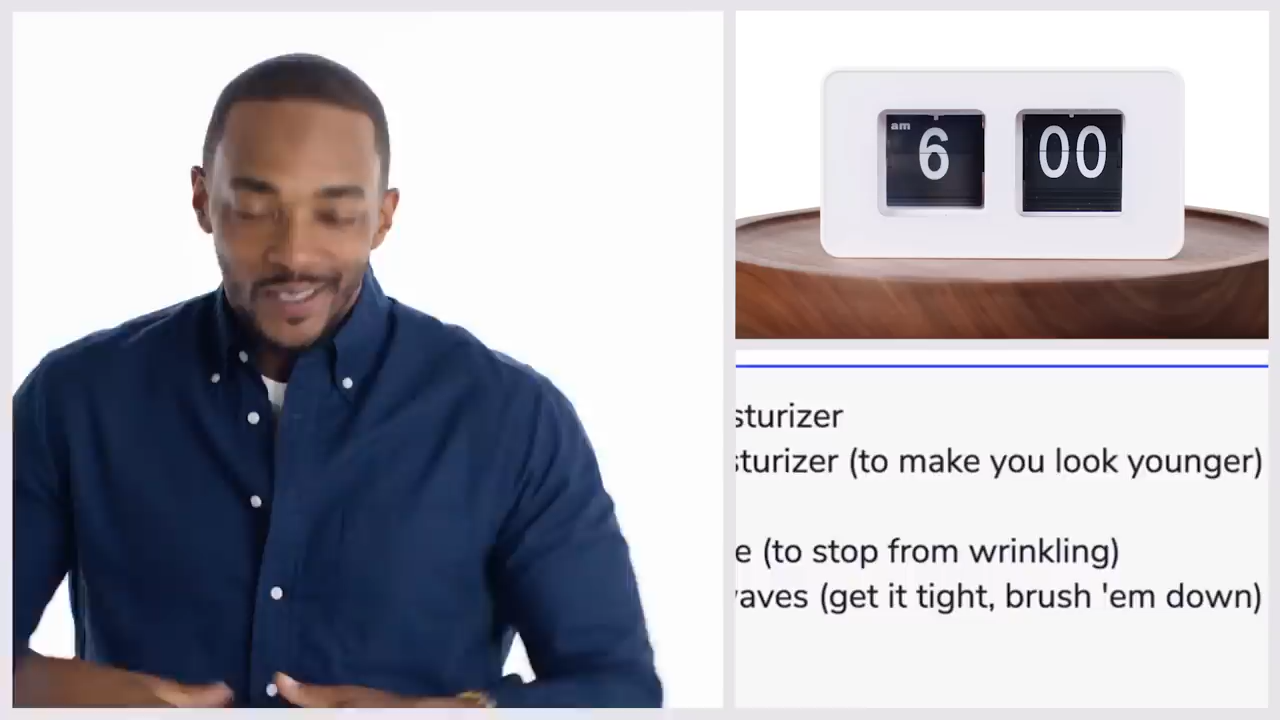 am
6 00
sturizer
sturizer (to make you look younger)
e (to stop from wrinkling)
aves (get it tight, brush 'em down)